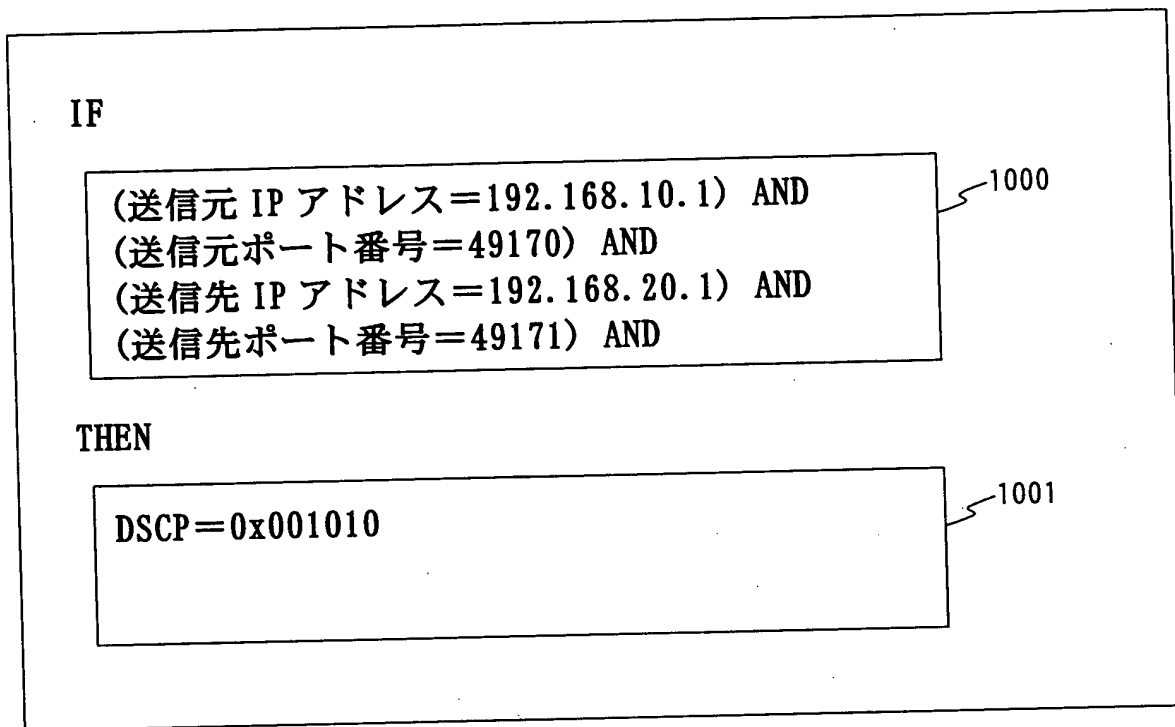 IF
(送信元 IP アドレス＝192.168.10.1) AND
1000
(送信元ポート番号＝49170) AND
(送信先 IP アドレス＝192.168.20.1) AND
(送信先ポート番号＝49171) AND
THEN
1001
DSCP＝0x001010